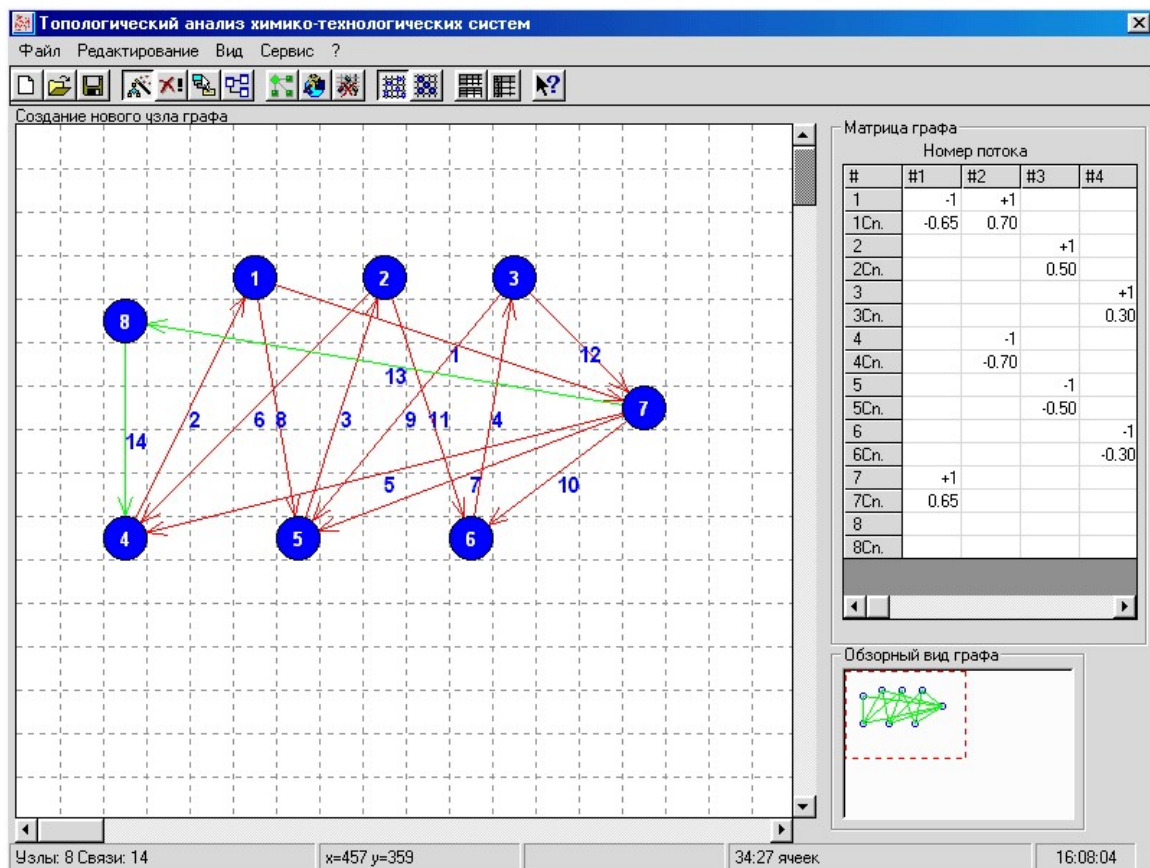 Топологический анализ химико-технологических систем
Файл Редактирование Вид Сервис ?
Создание нового узла графа
1 2 3
8
1 12
13
7
2 6 8 3 9 11 4
14
5 7 10
4 5 6
Матрица графа
Номер потока
# #1 #2 #3 #4
1 -1 +1
1Сп. -0.65 0.70
2 +1
2Сп. 0.50
3 +1
3Сп. 0.30
4 -1
4Сп. -0.70
5 -1
5Сп. -0.50
6 -1
6Сп. -0.30
7 +1
7Сп. 0.65
8
8Сп.
Обзорный вид графа
Узлы: 8 Связи: 14 x=457 y=359 34:27 ячеек 16:08:04